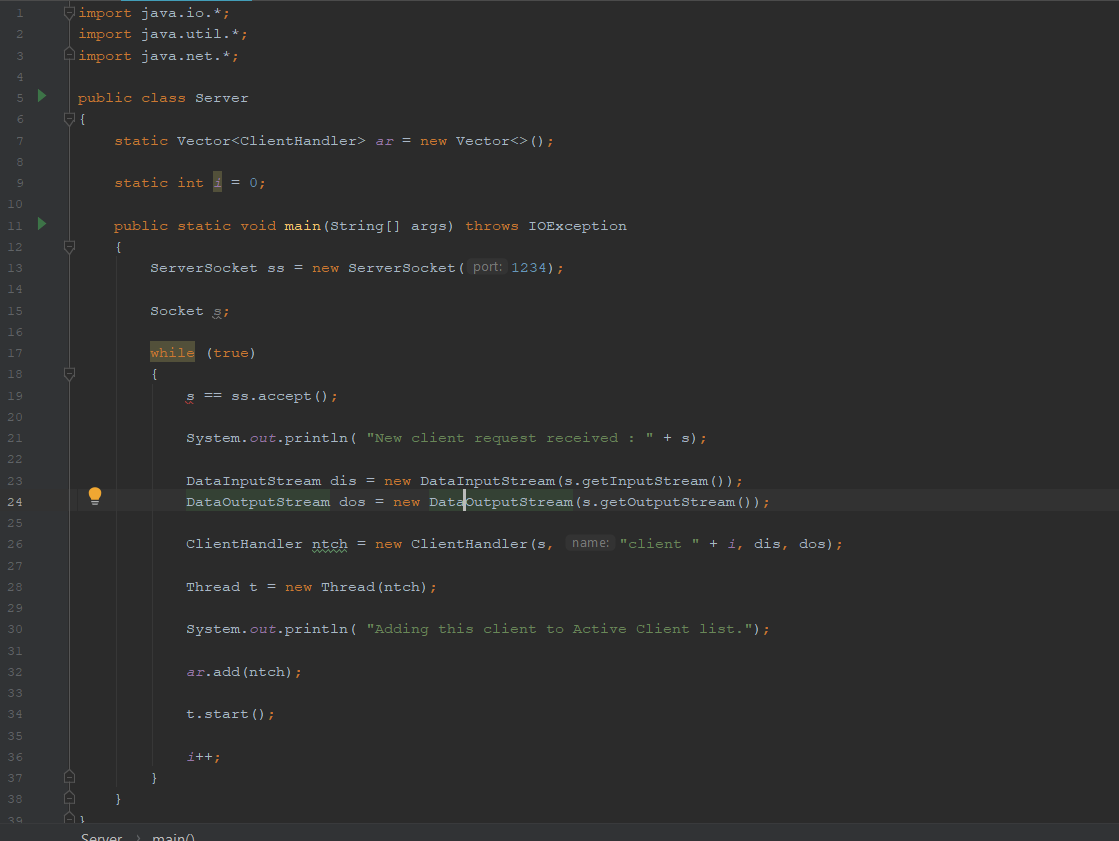 1 import java.io.*;
2 import java.util.*;
3 import java.net.*;
4
5 public class Server
6 {
7 static Vector<ClientHandler> ar = new Vector<>();
8
9 static int i = 0;
10
11 public static void main(String[] args) throws IOException
12 {
13 ServerSocket ss = new ServerSocket( port: 1234);
14
15 Socket s;
16
17 while (true)
18 {
19 s == ss.accept();
20
21 System.out.println( "New client request received : " + s);
22
23 DataInputStream dis = new DataInputStream(s.getInputStream());
24 DataOutputStream dos = new DataOutputStream(s.getOutputStream());
25
26 ClientHandler ntch = new ClientHandler(s, name: "client " + i, dis, dos);
27
28 Thread t = new Thread(ntch);
29
30 System.out.println( "Adding this client to Active Client list.");
31
32 ar.add(ntch);
33
34 t.start();
35
36 i++;
37 }
38 }
39 }
Server › main()